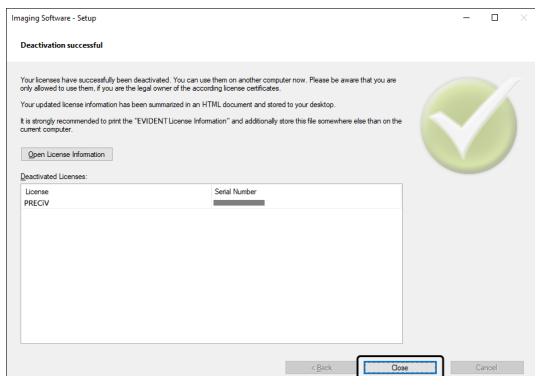 Imaging Software - Setup
Deactivation successful
Your licenses have successfully been deactivated. You can use them on another computer now. Please be aware that you are
only allowed to use them, if you are the legal owner of the according license certificates.
Your updated license information has been summarized in an HTML document and stored to your desktop.
It is strongly recommended to print the "EVIDENT License Information" and additionally store this file somewhere else than on the
current computer.
Open License Information
Deactivated Licenses:
License Serial Number
PRECiV
< Back Close Cancel